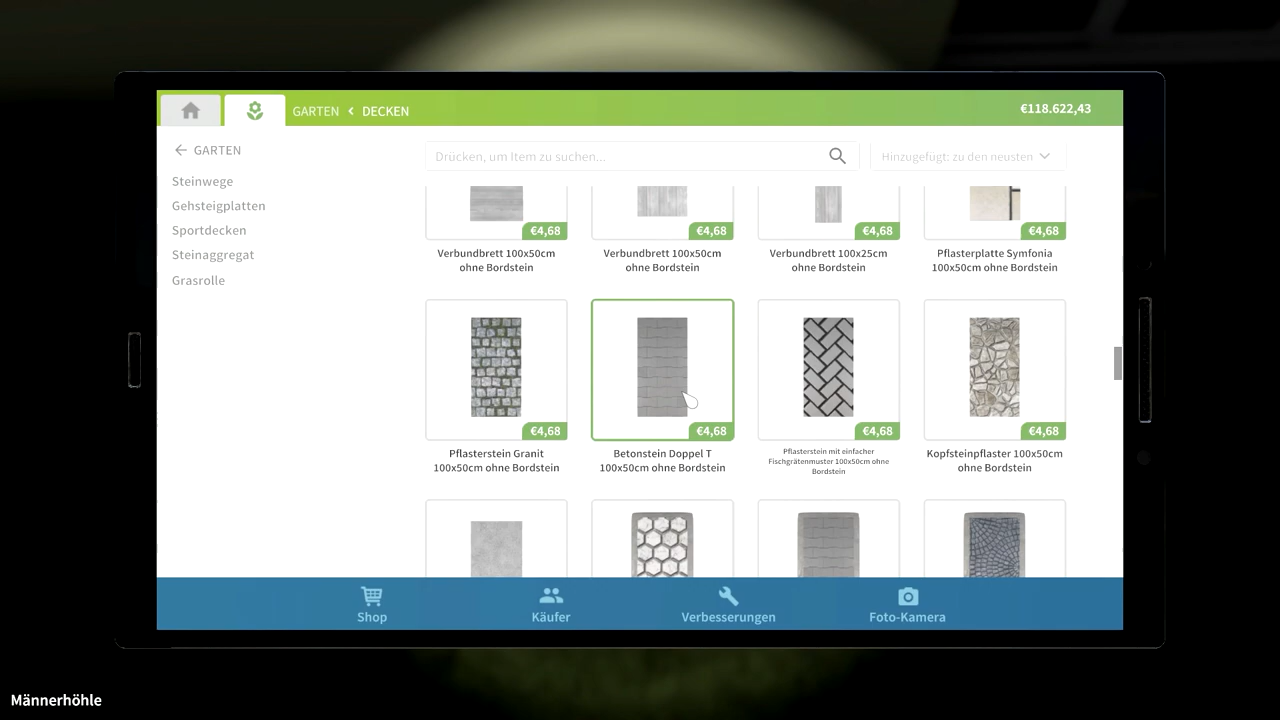 GARTEN < DECKEN
€118.622,43
← GARTEN
Steinwege
Gehsteigplatten
Sportdecken
Steinaggregat
Grasrolle
Drücken, um Item zu suchen...
Hinzugefügt: zu den neusten
€4,68
€4,68
€4,68
€4,68
Verbundbrett 100x50cm
ohne Bordstein
Verbundbrett 100x50cm
ohne Bordstein
Verbundbrett 100x25cm
ohne Bordstein
Pflasterplatte Symfonia
100x50cm ohne Bordstein
€4,68
€4,68
€4,68
€4,68
Pflasterstein Granit
100x50cm ohne Bordstein
Betonstein Doppel T
100x50cm ohne Bordstein
Pflasterstein mit einfacher
Fischgrätenmuster 100x50cm ohne
Bordstein
Kopfsteinpflaster 100x50cm
ohne Bordstein
Shop
Käufer
Verbesserungen
Foto-Kamera
Männerhöhle